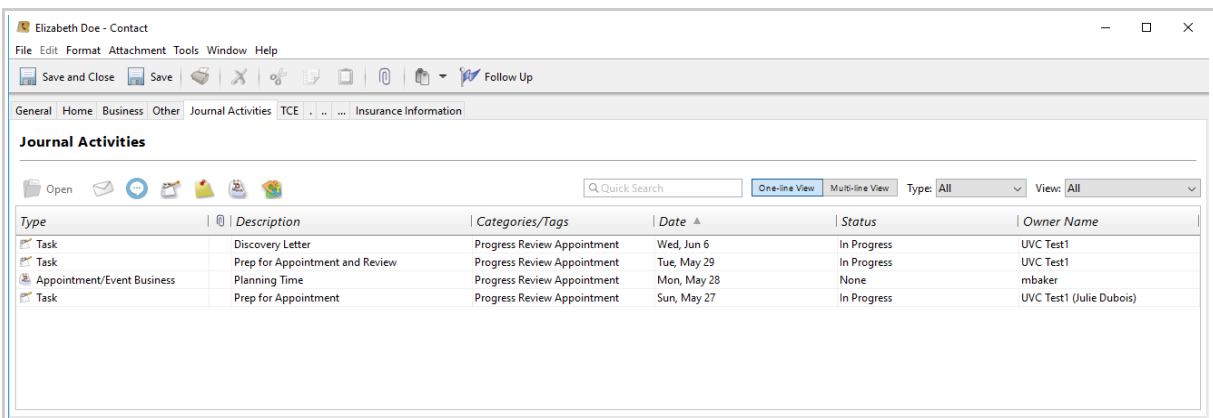 Elizabeth Doe - Contact
File Edit Format Attachment Tools Window Help
Save and Close Save Follow Up
General Home Business Other Journal Activities TCE . .. ... Insurance Information
Journal Activities
Open Quick Search One-line View Multi-line View Type: All View: All
Type Description Categories/Tags Date Status Owner Name
Task Discovery Letter Progress Review Appointment Wed, Jun 6 In Progress UVC Test1
Task Prep for Appointment and Review Progress Review Appointment Tue, May 29 In Progress UVC Test1
Appointment/Event Business Planning Time Progress Review Appointment Mon, May 28 None mbaker
Task Prep for Appointment Progress Review Appointment Sun, May 27 In Progress UVC Test1 (Julie Dubois)